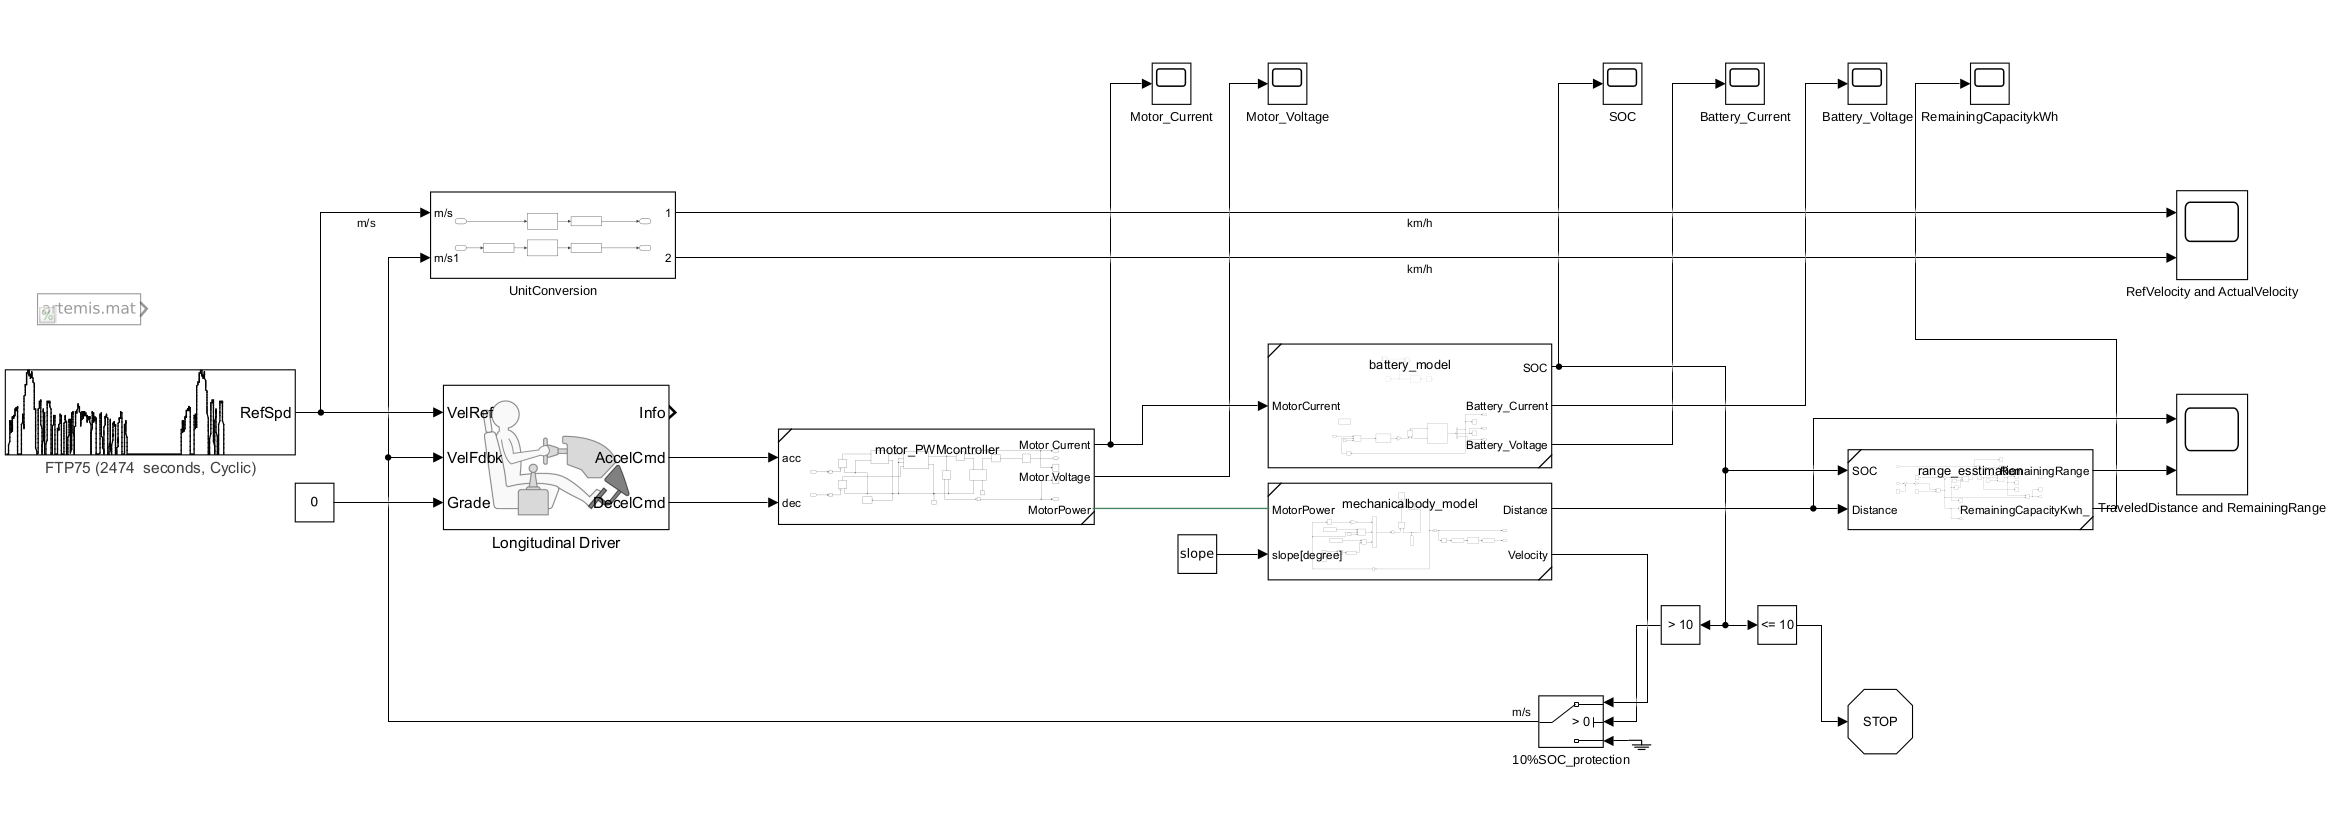 Motor_Current
Motor_Voltage
SOC
Battery_Current
Battery_Voltage
RemainingCapacitykWh
m/s
m/s
m/s1
1
2
UnitConversion
km/h
km/h
RefVelocity and ActualVelocity
artemis.mat
%
RefSpd
FTP75 (2474 seconds, Cyclic)
0
VelRef
VelFdbk
Grade
Info
AccelCmd
DecelCmd
Longitudinal Driver
motor_PWMcontroller
acc
dec
Motor Current
Motor Voltage
MotorPower
battery_model
MotorCurrent
SOC
Battery_Current
Battery_Voltage
mechanicalbody_model
MotorPower
slope[degree]
Distance
Velocity
slope
range_esstimation
SOC
Distance
RemainingRange
RemainingCapacityKwh_
TraveledDistance and RemainingRange
> 10
<= 10
m/s
> 0
10%SOC_protection
STOP